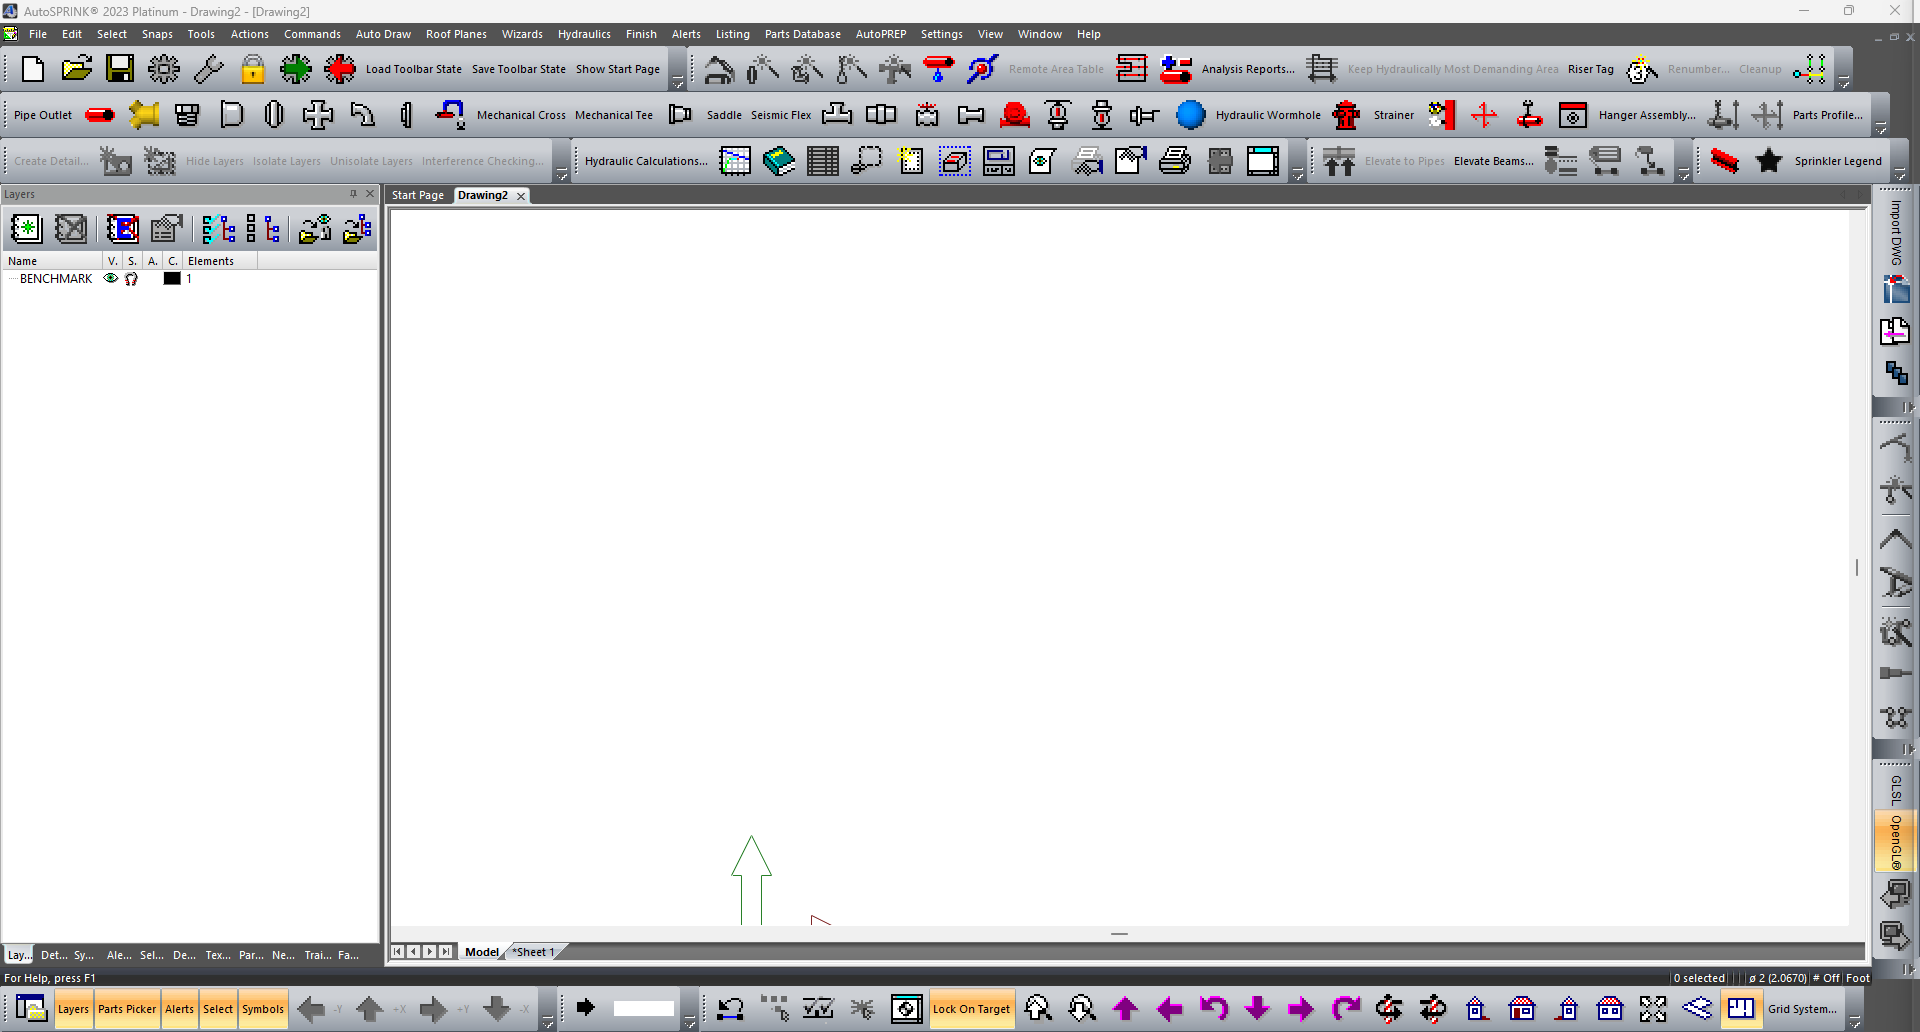 AutoSPRINK® 2023 Platinum - Drawing2 - [Drawing2]
File Edit Select Snaps Tools Actions Commands Auto Draw Roof Planes Wizards Hydraulics Finish Alerts Listing Parts Database AutoPREP Settings View Window Help
Load Toolbar State Save Toolbar State Show Start Page Remote Area Table Analysis Reports... Keep Hydraulically Most Demanding Area Riser Tag Renumber... Cleanup
Pipe Outlet Mechanical Cross Mechanical Tee Saddle Seismic Flex Hydraulic Wormhole Strainer Hanger Assembly... Parts Profile...
Create Detail... Hide Layers Isolate Layers Unisolate Layers Interference Checking... Hydraulic Calculations... Elevate to Pipes Elevate Beams... Sprinkler Legend
Layers
Start Page Drawing2
Import DWG
Name V. S. A. C. Elements
BENCHMARK 1
GLSL
OpenGL®
Model *Sheet 1
Lay... Det... Sy... Ale... Sel... De... Tex... Par... Ne... Trai... Fa...
For Help, press F1 0 selected ø 2 (2.0670) # Off Foot
Layers Parts Picker Alerts Select Symbols -Y +X +Y -X Lock On Target Grid System...